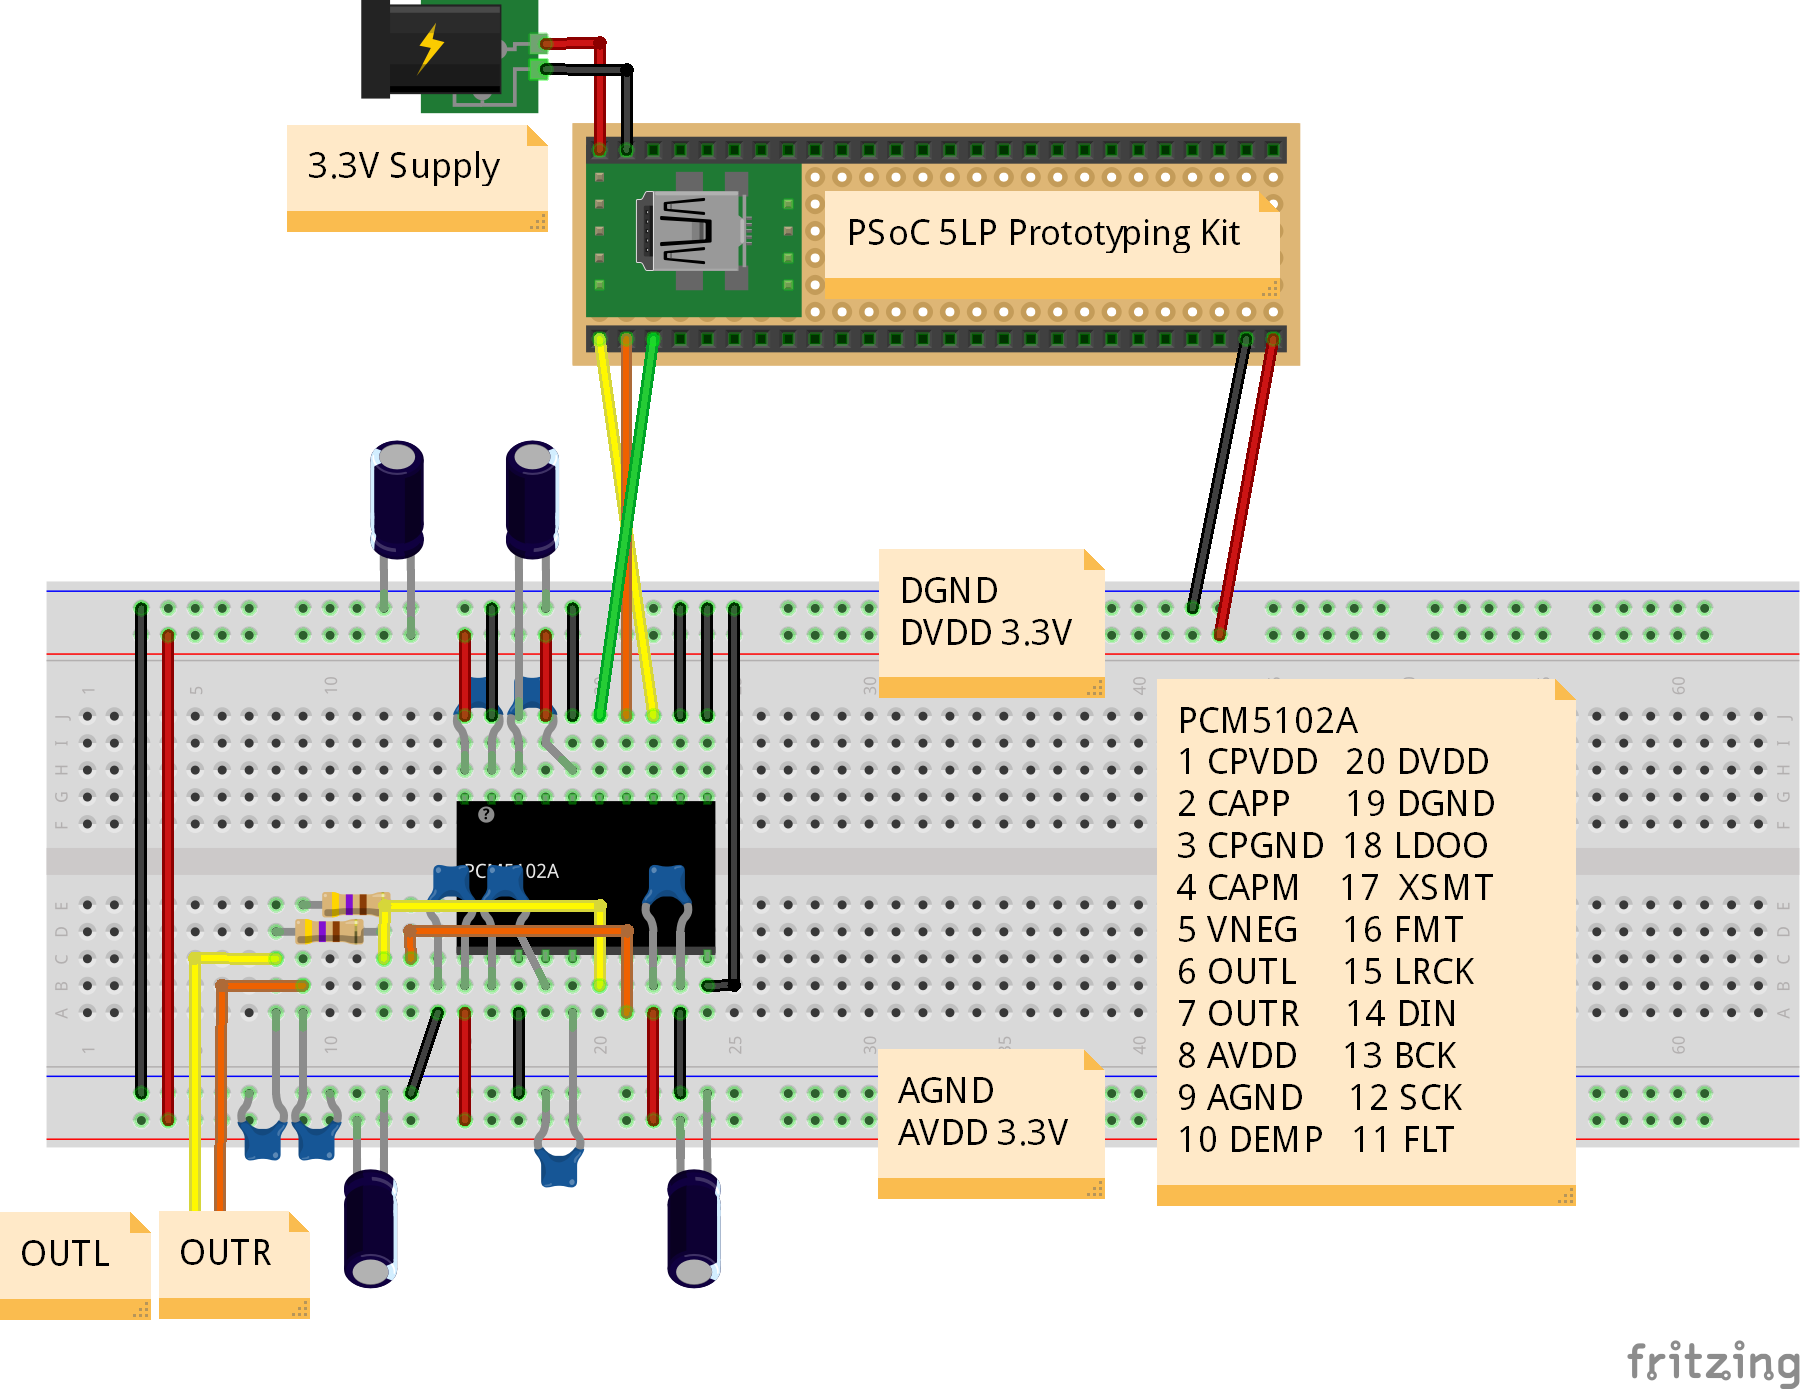 3.3V Supply
PSoC 5LP Prototyping Kit
DGND
DVDD 3.3V
1 5 10 30 40 60
J J
I I
H H
G G
F F
?
PCM5102A
E E
D D
C C
B B
A A
1 10 20 25 30 35 60
PCM5102A
1 CPVDD 20 DVDD
2 CAPP 19 DGND
3 CPGND 18 LDOO
4 CAPM 17 XSMT
5 VNEG 16 FMT
6 OUTL 15 LRCK
7 OUTR 14 DIN
8 AVDD 13 BCK
9 AGND 12 SCK
10 DEMP 11 FLT
AGND
AVDD 3.3V
OUTL
OUTR
fritzing